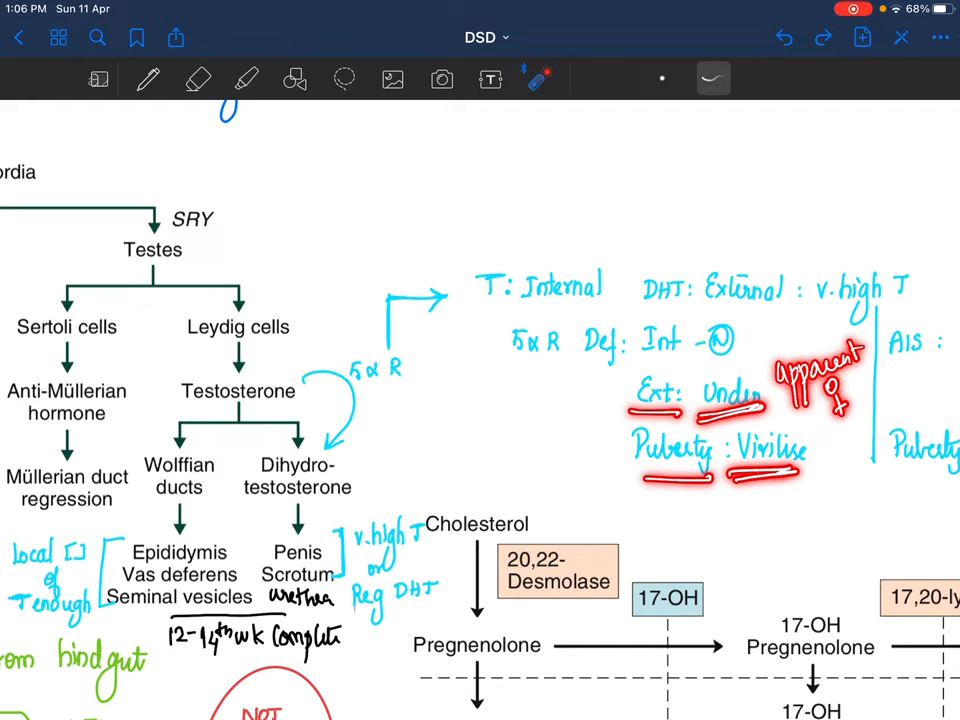 1:06 PM Sun 11 Apr
68%
DSD
T
ordia
SRY
Testes
Sertoli cells
Leydig cells
Anti-Müllerian
hormone
Testosterone
Müllerian duct
regression
Wolffian
ducts
Dihydro-
testosterone
Epididymis
Vas deferens
Seminal vesicles
Penis
Scrotum
urethra
5α R
T: Internal DHT: External : v.high T
5α R Def: Int - N
Ext: Under
apparent ♀
Puberty : Virilise
AIS :
Puberty
Local []
of
T enough
v.high T
or
Reg DHT
12-14th wk Complete
rom hindgut
NOT
Cholesterol
20,22-
Desmolase
17-OH
17,20-ly
Pregnenolone
17-OH
Pregnenolone
17-OH